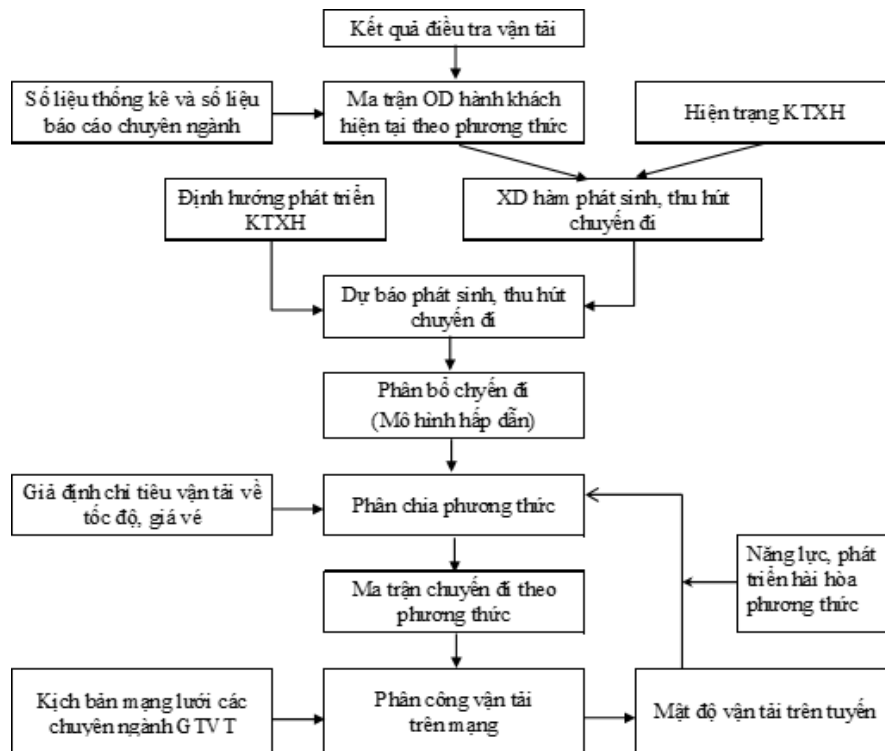 Kết quả điều tra vận tải
Số liệu thống kê và số liệu
báo cáo chuyên ngành
Ma trận OD hành khách
hiện tại theo phương thức
Hiện trạng KTXH
Định hướng phát triển
KTXH
XD hàm phát sinh, thu hút
chuyến đi
Dự báo phát sinh, thu hút
chuyến đi
Phân bổ chyến đi
(Mô hình hấp dẫn)
Giả định chỉ tiêu vận tải về
tốc độ, giá vé
Phân chia phương thức
Năng lực, phát
triển hài hòa
phương thức
Ma trận chuyến đi theo
phương thức
Kịch bản mạng lưới các
chuyên ngành GTVT
Phân công vận tải
trên mạng
Mật độ vận tải trên tuyến